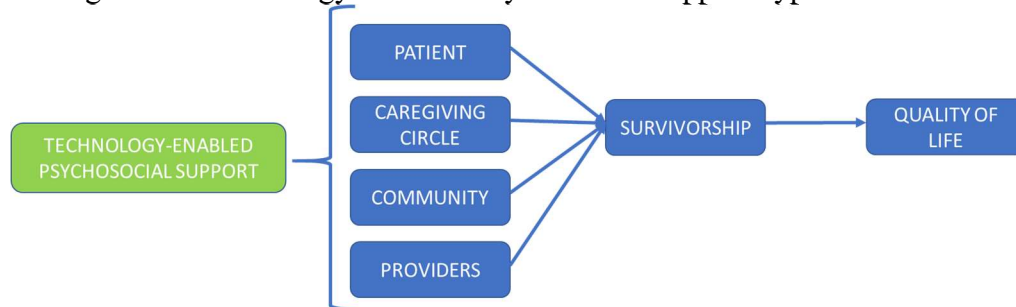 PATIENT
CAREGIVING
CIRCLE
TECHNOLOGY-ENABLED
PSYCHOSOCIAL SUPPORT
COMMUNITY
PROVIDERS
SURVIVORSHIP
QUALITY OF
LIFE